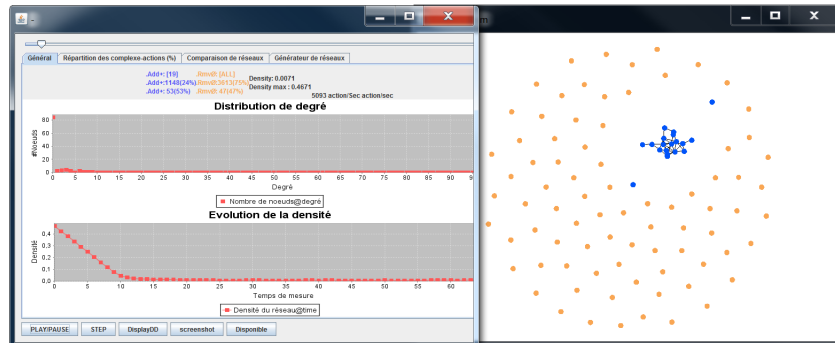 -
Général Répartition des complexe-actions (%) Comparaison de réseaux Générateur de réseaux
.Add+: [19] .RmvØ: [ALL]
.Add+:1148(24%) .RmvØ:3613(75%) Density: 0.0071
.Add+: 53(53%) .RmvØ: 47(47%) Density max : 0.4671
5093 action/Sec action/sec
Distribution de degré
#Noeuds
80
60
40
20
0
0 5 10 15 20 25 30 35 40 45 50 55 60 65 70 75 80 85 90 95
Degré
Nombre de noeuds@degré
Evolution de la densité
Densité
0,4
0,3
0,2
0,1
0,0
0 5 10 15 20 25 30 35 40 45 50 55 60
Temps de mesure
Densité du réseau@time
PLAY/PAUSE STEP DisplayDD screenshot Disponible